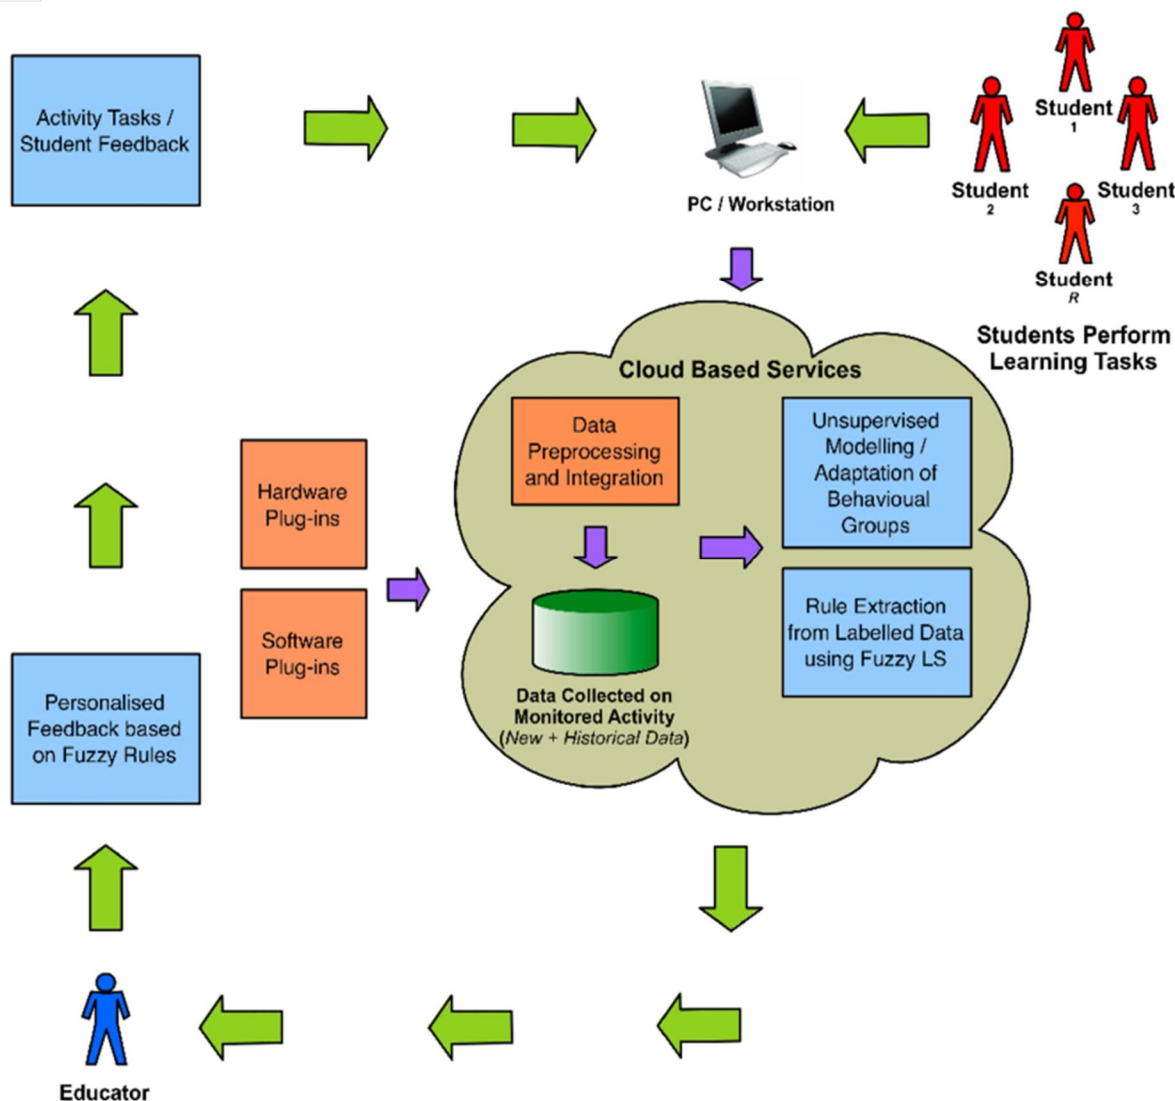 Activity Tasks /
Student Feedback
PC / Workstation
Student
1
Student
2
Student
3
Student
R
Students Perform
Learning Tasks
Cloud Based Services
Data
Preprocessing
and Integration
Unsupervised
Modelling /
Adaptation of
Behavioual
Groups
Hardware
Plug-ins
Software
Plug-ins
Rule Extraction
from Labelled Data
using Fuzzy LS
Data Collected on
Monitored Activity
(New + Historical Data)
Personalised
Feedback based
on Fuzzy Rules
Educator